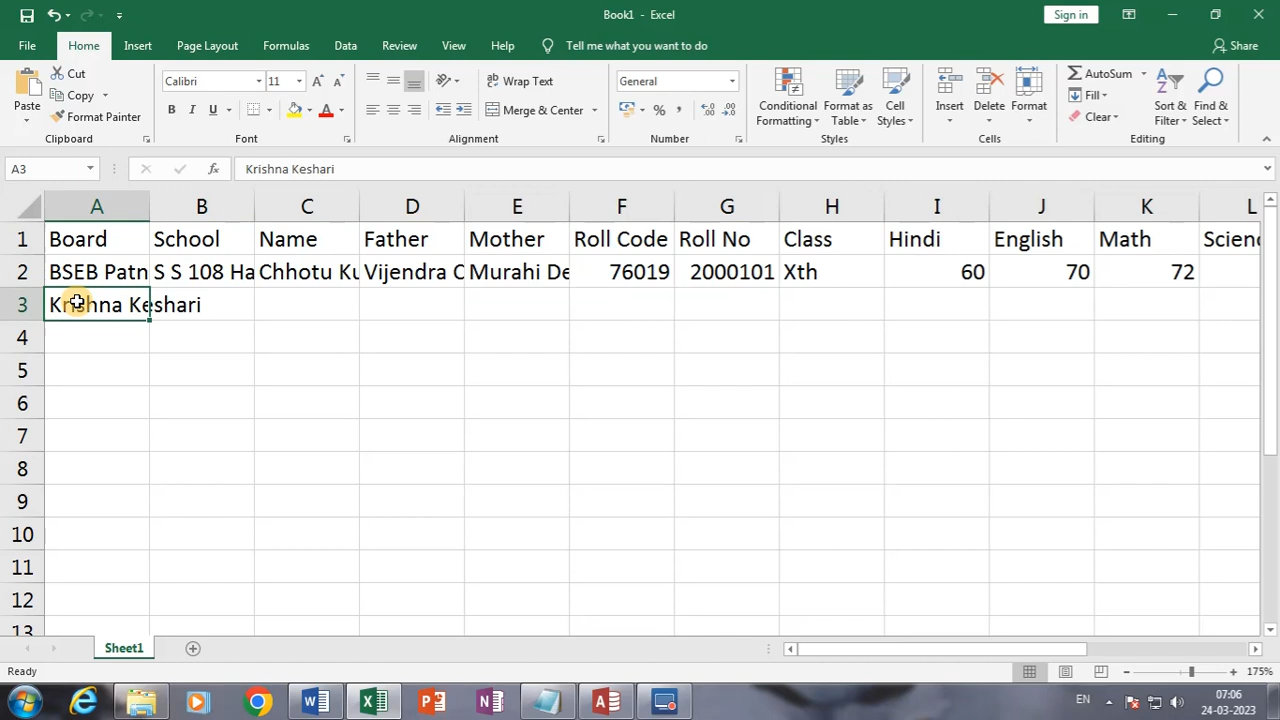 Book1 - Excel
Sign in
File Home Insert Page Layout Formulas Data Review View Help Tell me what you want to do Share
Paste Cut Copy Format Painter Clipboard
Calibri 11 B I U A A A Font
ab Wrap Text Merge & Center Alignment
General % , Number
Conditional Formatting Format as Table Cell Styles Styles
Insert Delete Format Cells
AutoSum Fill Clear Sort & Filter Find & Select Editing
A3 fx Krishna Keshari
A B C D E F G H I J K L
1 Board School Name Father Mother Roll Code Roll No Class Hindi English Math Scienc
2 BSEB Patn S S 108 Ha Chhotu Ku Vijendra C Murahi De 76019 2000101 Xth 60 70 72
3 Krishna Keshari
4
5
6
7
8
9
10
11
12
13
Sheet1
Ready 175%
EN 07:06
24-03-2023